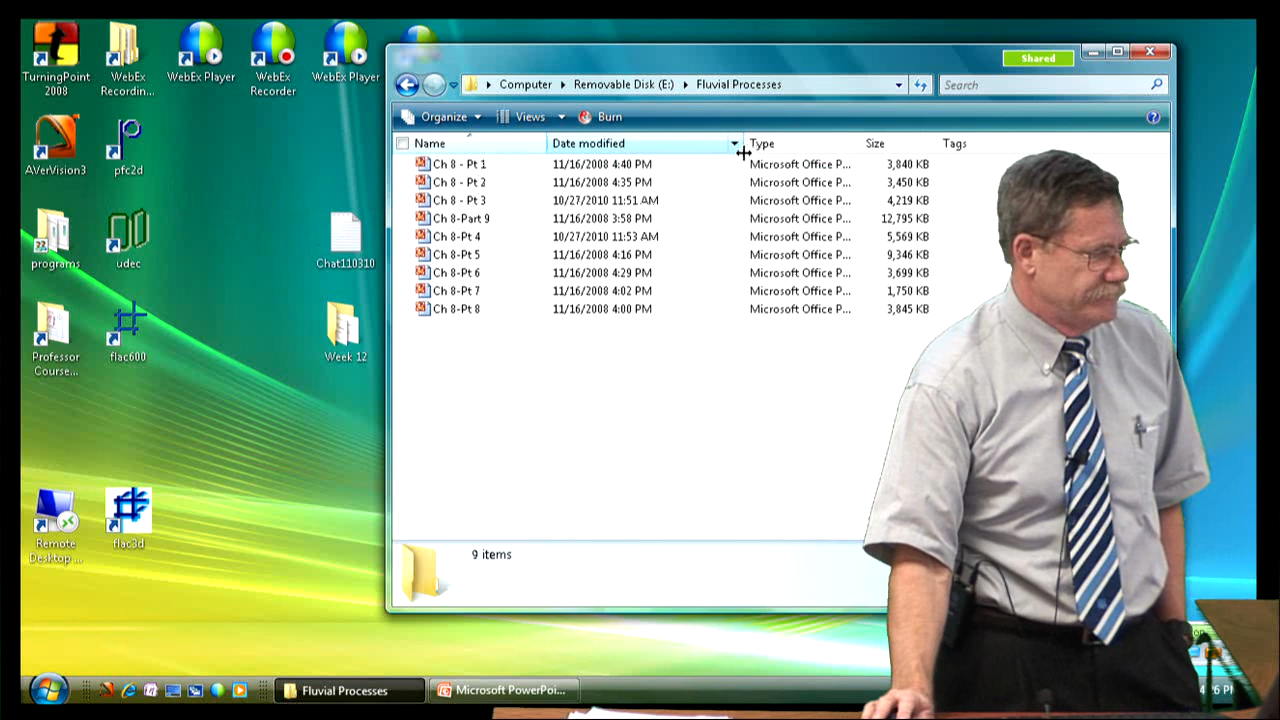 TurningPoint
2008
WebEx
Recordin...
WebEx Player
WebEx
Recorder
WebEx Player
AVerVision3
pfc2d
programs
udec
Chat110310
Professor
Course...
flac600
Week 12
Remote
Desktop ...
flac3d
Shared
Computer Removable Disk (E:) Fluvial Processes
Search
Organize Views Burn
Name Date modified Type Size Tags
Ch 8 - Pt 1 11/16/2008 4:40 PM Microsoft Office P... 3,840 KB
Ch 8 - Pt 2 11/16/2008 4:35 PM Microsoft Office P... 3,450 KB
Ch 8 - Pt 3 10/27/2010 11:51 AM Microsoft Office P... 4,219 KB
Ch 8-Part 9 11/16/2008 3:58 PM Microsoft Office P... 12,795 KB
Ch 8-Pt 4 10/27/2010 11:53 AM Microsoft Office P... 5,569 KB
Ch 8-Pt 5 11/16/2008 4:16 PM Microsoft Office P... 9,346 KB
Ch 8-Pt 6 11/16/2008 4:29 PM Microsoft Office P... 3,699 KB
Ch 8-Pt 7 11/16/2008 4:02 PM Microsoft Office P... 1,750 KB
Ch 8-Pt 8 11/16/2008 4:00 PM Microsoft Office P... 3,845 KB
9 items
Fluvial Processes
Microsoft PowerPoi...